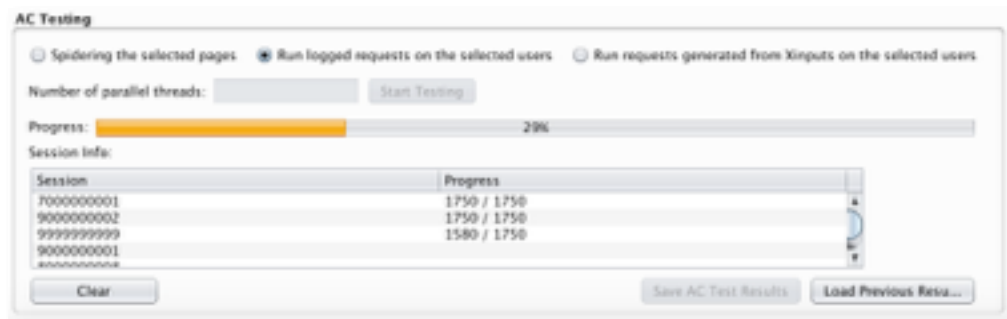 AC Testing
Spidering the selected pages Run logged requests on the selected users Run requests generated from Xinputs on the selected users
Number of parallel threads: Start Testing
Progress: 29%
Session Info:
Session Progress
7000000001 1750 / 1750
9000000002 1750 / 1750
9999999999 1580 / 1750
9000000001
Clear Save AC Test Results Load Previous Resu...